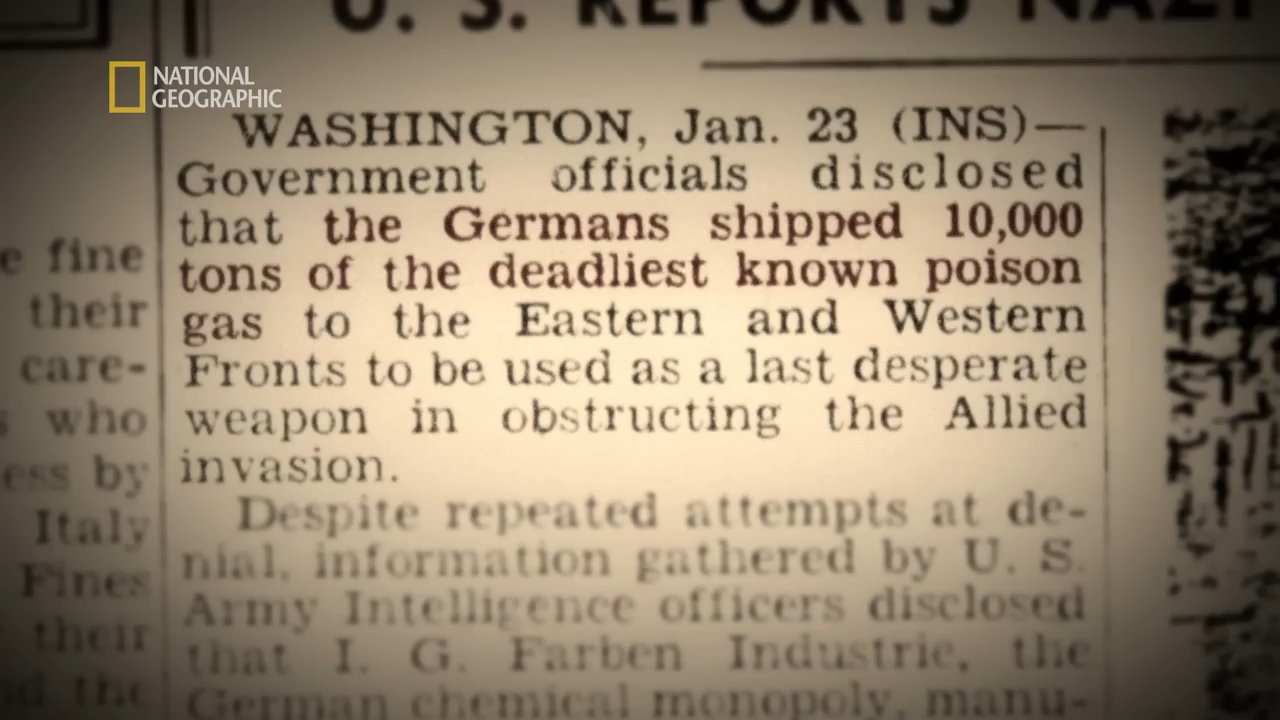 U. S. REPORTS NAZI
NATIONAL
GEOGRAPHIC
WASHINGTON, Jan. 23 (INS)—
Government officials disclosed
that the Germans shipped 10,000
tons of the deadliest known poison
gas to the Eastern and Western
Fronts to be used as a last desperate
weapon in obstructing the Allied
invasion.
Despite repeated attempts at de-
nial, information gathered by U. S.
Army Intelligence officers disclosed
that I. G. Farben Industrie, the
German chemical monopoly, manu-
fine
their
care-
who
by
Italy
Fines
their
the